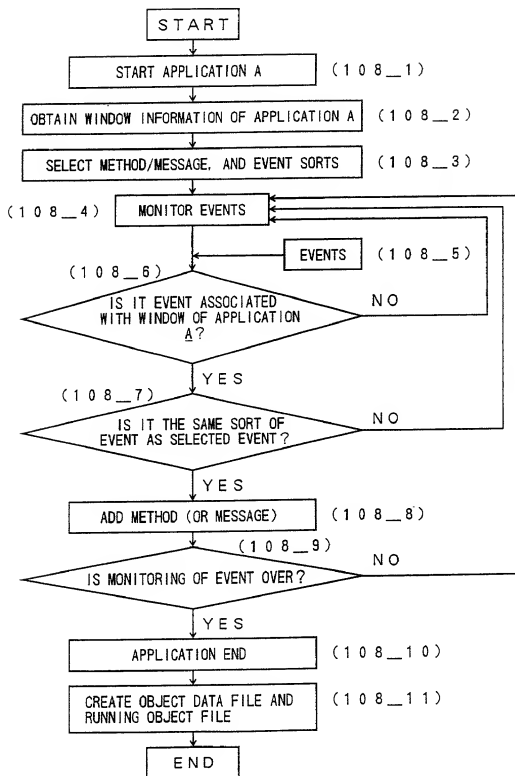 START
START APPLICATION A
(108_1)
OBTAIN WINDOW INFORMATION OF APPLICATION A
(108_2)
SELECT METHOD/MESSAGE, AND EVENT SORTS
(108_3)
(108_4)
MONITOR EVENTS
EVENTS
(108_5)
(108_6)
IS IT EVENT ASSOCIATED
WITH WINDOW OF APPLICATION
A?
NO
YES
(108_7)
IS IT THE SAME SORT OF
EVENT AS SELECTED EVENT?
NO
YES
ADD METHOD (OR MESSAGE)
(108_8)
(108_9)
IS MONITORING OF EVENT OVER?
NO
YES
APPLICATION END
(108_10)
CREATE OBJECT DATA FILE AND
RUNNING OBJECT FILE
(108_11)
END